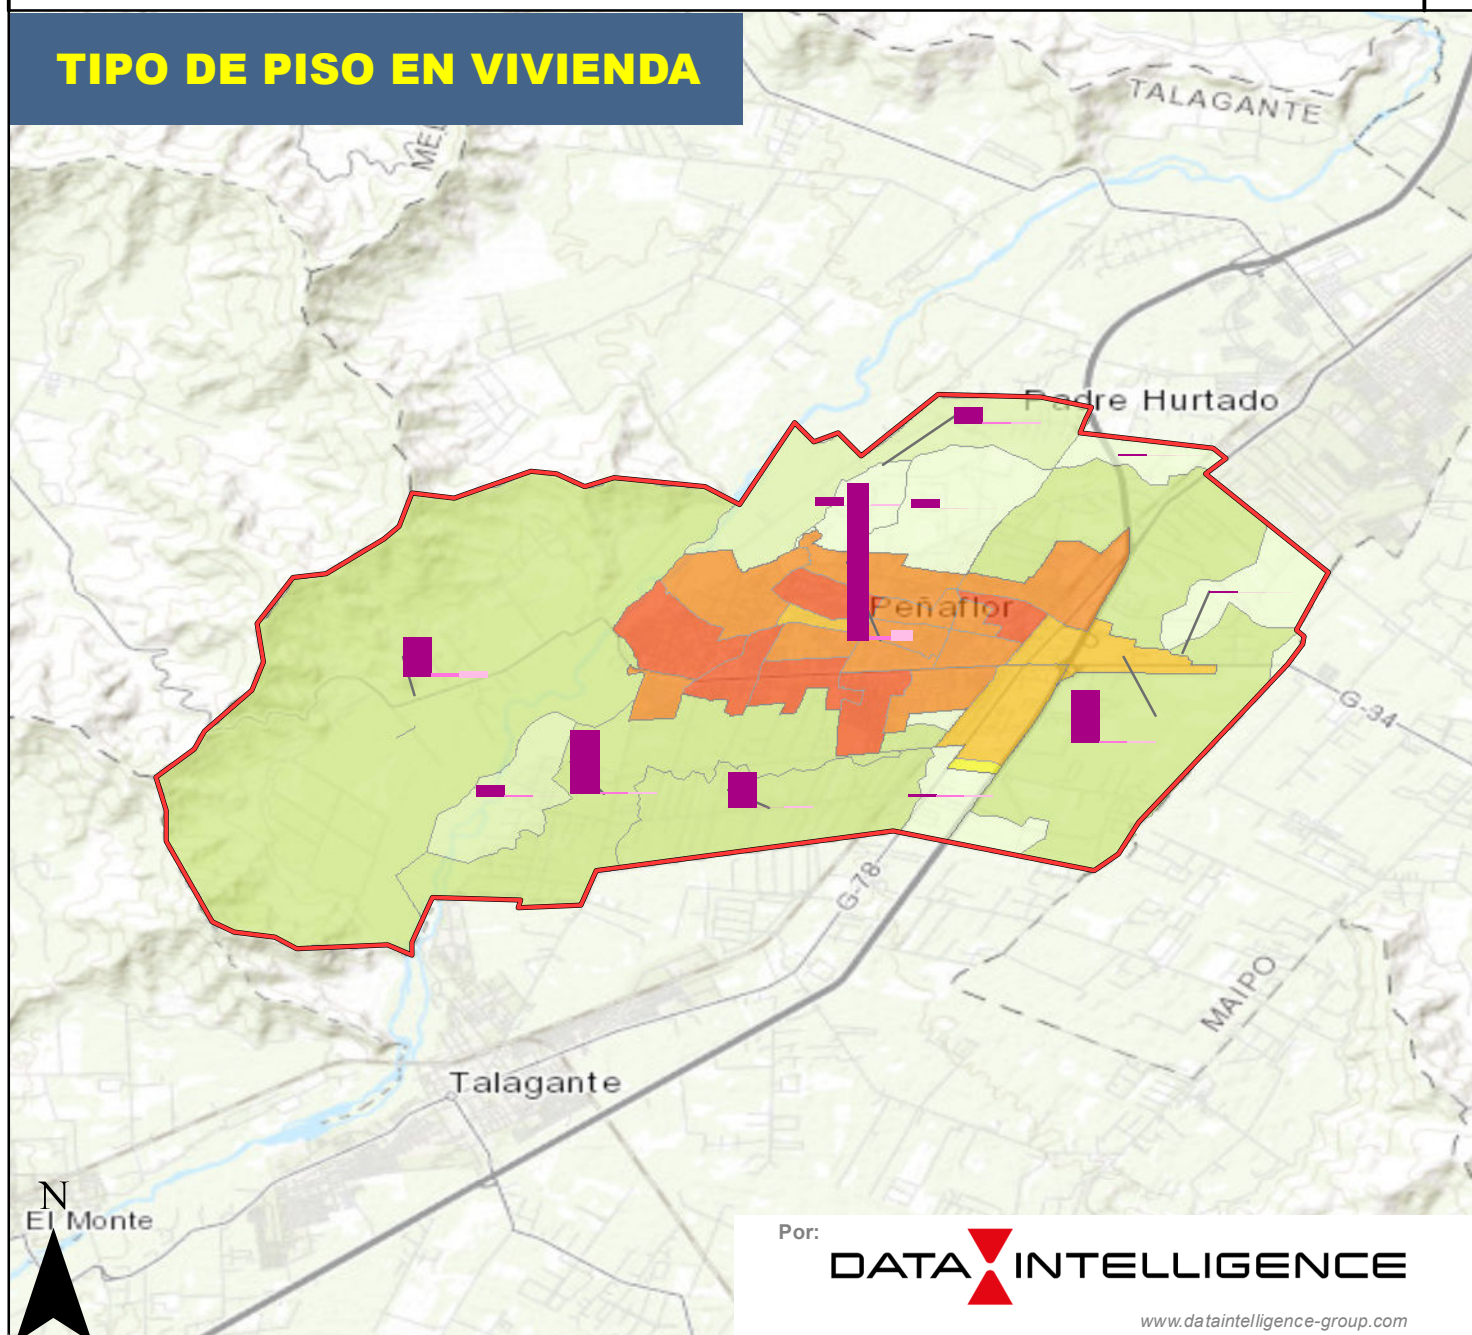 TIPO DE PISO EN VIVIENDA
TALAGANTE
Padre Hurtado
Peñaflor
G-34
G-78
MAIPO
Talagante
N
El Monte
Por:
DATA INTELLIGENCE
www.dataintelligence-group.com